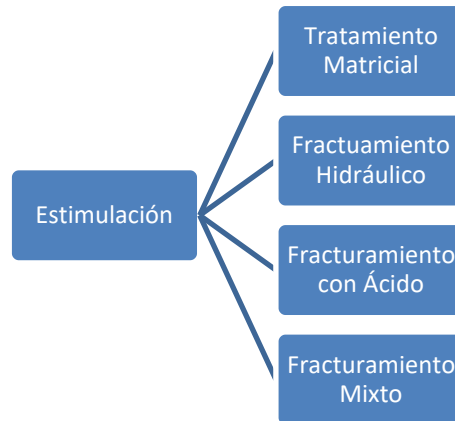 Tratamiento
Matricial
Fractuamiento
Hidráulico
Estimulación
Fracturamiento
con Ácido
Fracturamiento
Mixto